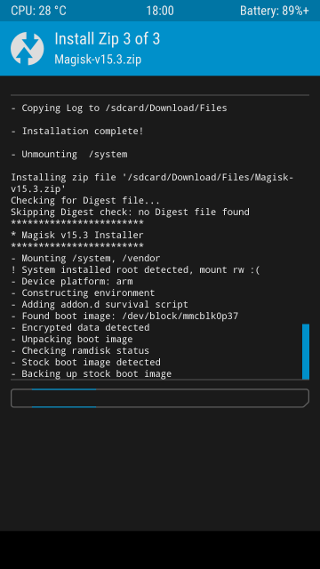 CPU: 28 °C 18:00 Battery: 89%+
Install Zip 3 of 3
Magisk-v15.3.zip
- Copying Log to /sdcard/Download/Files
- Installation complete!
- Unmounting  /system
Installing zip file '/sdcard/Download/Files/Magisk-
v15.3.zip'
Checking for Digest file...
Skipping Digest check: no Digest file found
************************
* Magisk v15.3 Installer
************************
- Mounting /system, /vendor
! System installed root detected, mount rw :(
- Device platform: arm
- Constructing environment
- Adding addon.d survival script
- Found boot image: /dev/block/mmcblk0p37
- Encrypted data detected
- Unpacking boot image
- Checking ramdisk status
- Stock boot image detected
- Backing up stock boot image